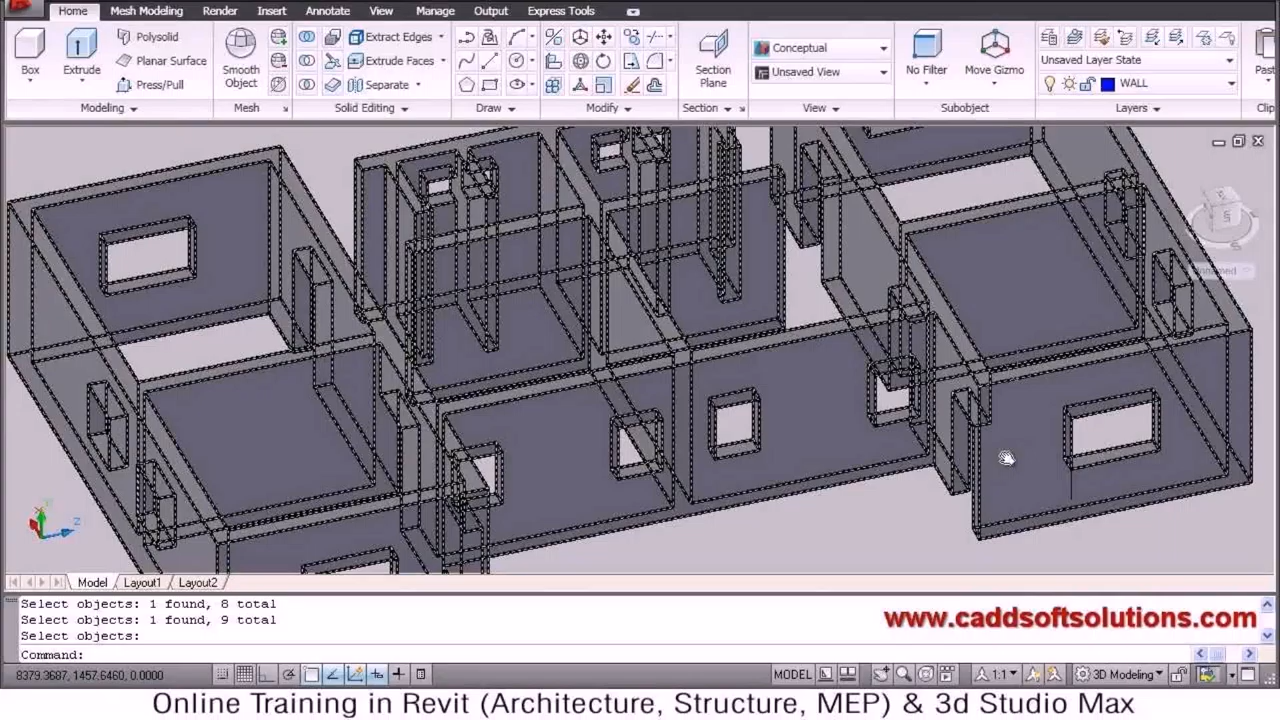 Home Mesh Modeling Render Insert Annotate View Manage Output Express Tools
Box
Extrude
Polysolid
Planar Surface
Press/Pull
Modeling
Smooth
Object
Mesh
Extract Edges
Extrude Faces
Separate
Solid Editing
Draw
Modify
Section
Plane
Section
Conceptual
Unsaved View
View
No Filter
Move Gizmo
Subobject
Unsaved Layer State
WALL
Layers
Past
Clip
S
Unnamed
Z
Model Layout1 Layout2
Select objects: 1 found, 8 total
Select objects: 1 found, 9 total
Select objects:
Command:
www.caddsoftsolutions.com
8379.3687, 1457.6460, 0.0000
MODEL
1:1
3D Modeling
Online Training in Revit (Architecture, Structure, MEP) & 3d Studio Max